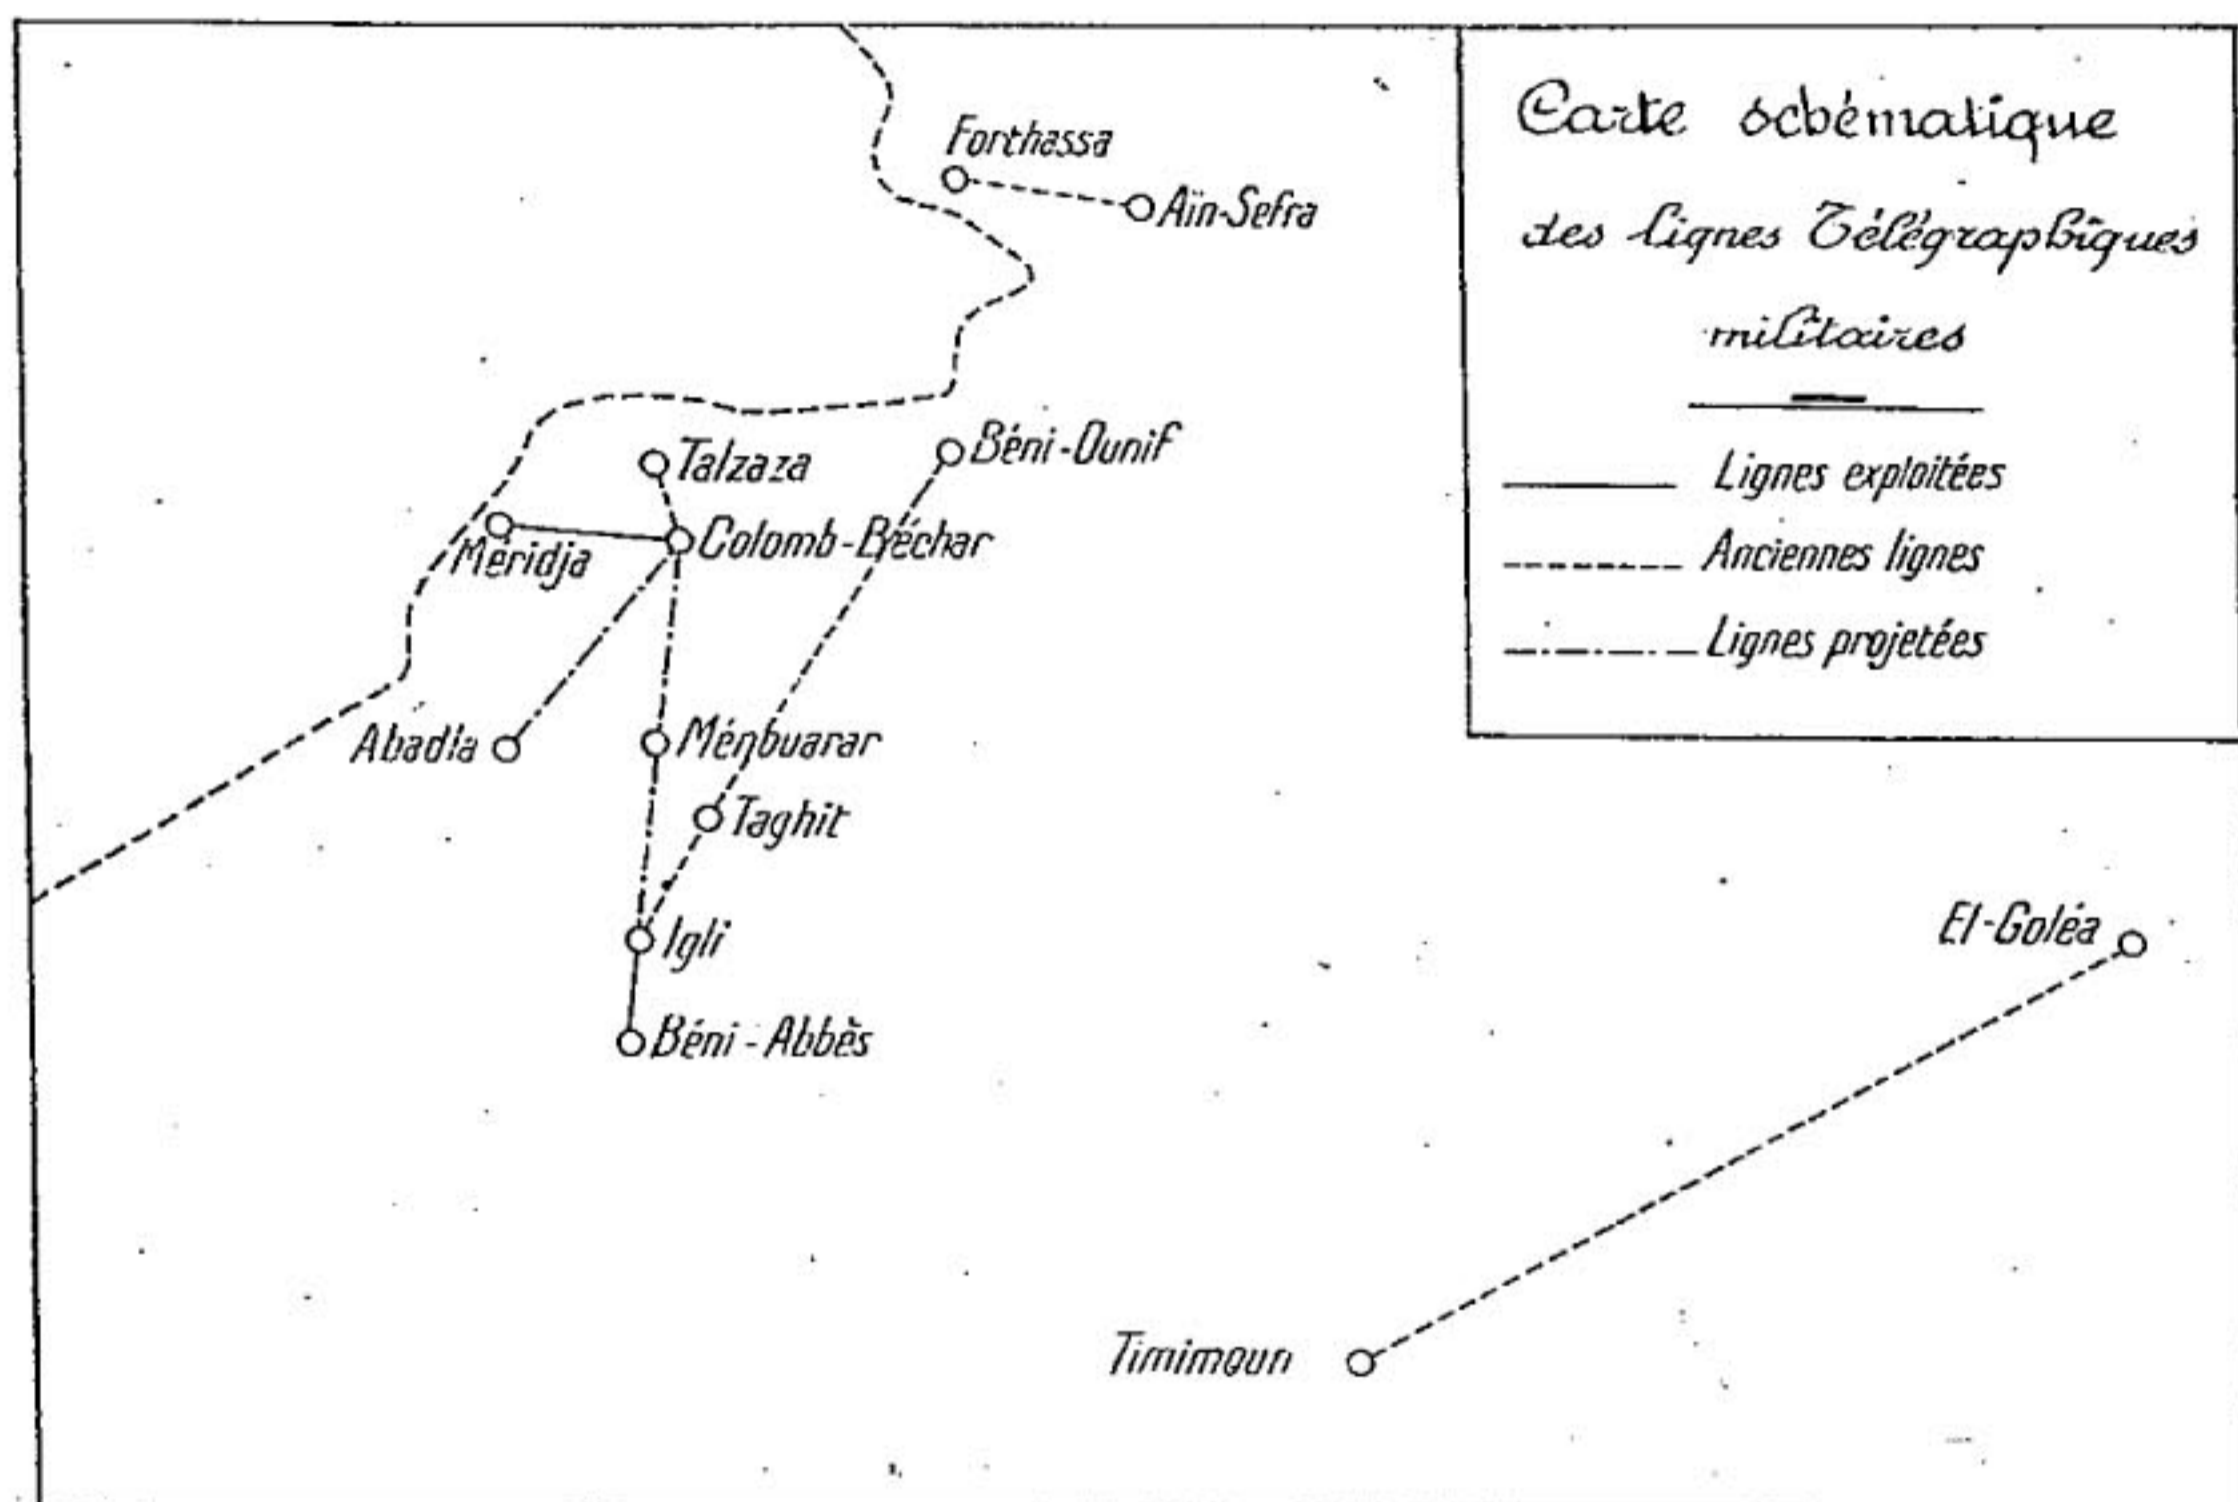 Carte schématique
des lignes Télégraphiques
militaires
Lignes exploitées
Anciennes lignes
Lignes projetées
Forthassa
Aïn-Sefra
Béni-Ounif
Talzaza
Colomb-Béchar
Méridja
Abadla
Ménouarar
Taghit
Igli
Béni-Abbès
El-Goléa
Timimoun